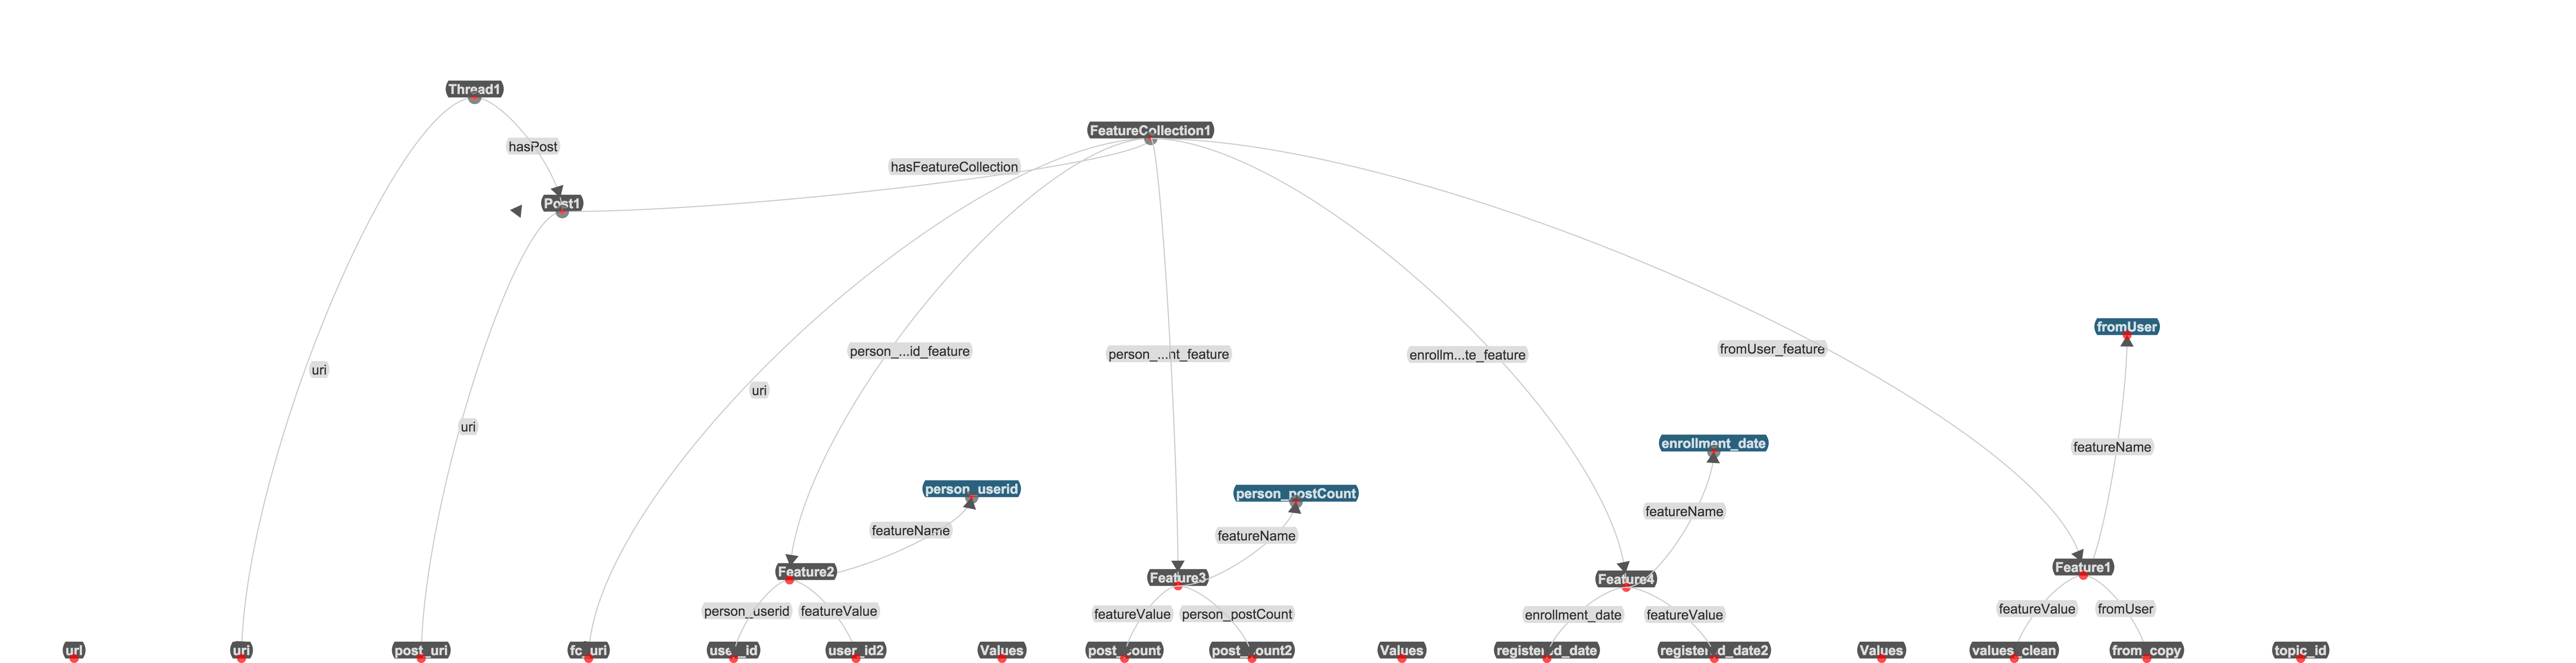 Thread1
FeatureCollection1
hasPost
hasFeatureCollection
Post1
fromUser
uri
person_...id_feature
person_...nt_feature
enrollm...te_feature
fromUser_feature
uri
uri
enrollment_date
featureName
person_userid
person_postCount
featureName
featureName
featureName
Feature2
Feature3
Feature4
Feature1
person_userid
featureValue
featureValue
person_postCount
enrollment_date
featureValue
featureValue
fromUser
url
uri
post_uri
fc_uri
user_id
user_id2
Values
post_count
post_count2
Values
registered_date
registered_date2
Values
values_clean
from_copy
topic_id